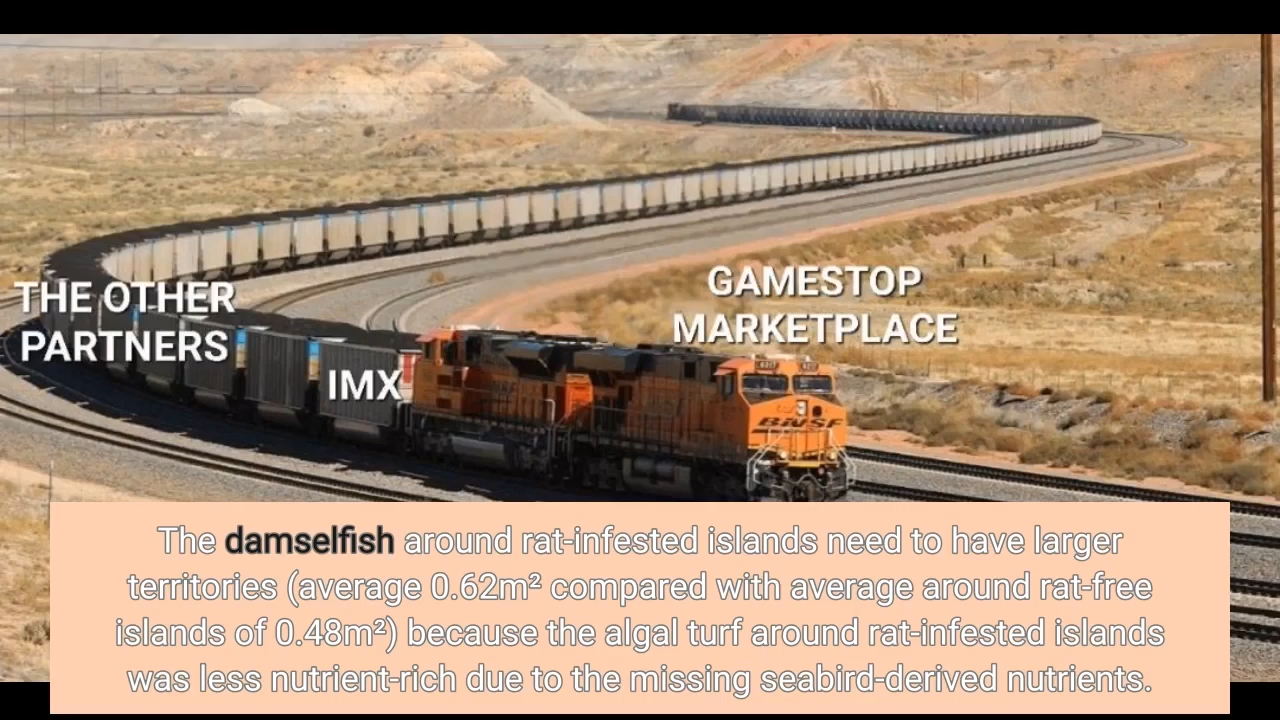 GAMESTOP
MARKETPLACE
THE OTHER
PARTNERS
IMX
BNSF
The damselfish around rat-infested islands need to have larger
territories (average 0.62m² compared with average around rat-free
islands of 0.48m²) because the algal turf around rat-infested islands
was less nutrient-rich due to the missing seabird-derived nutrients.